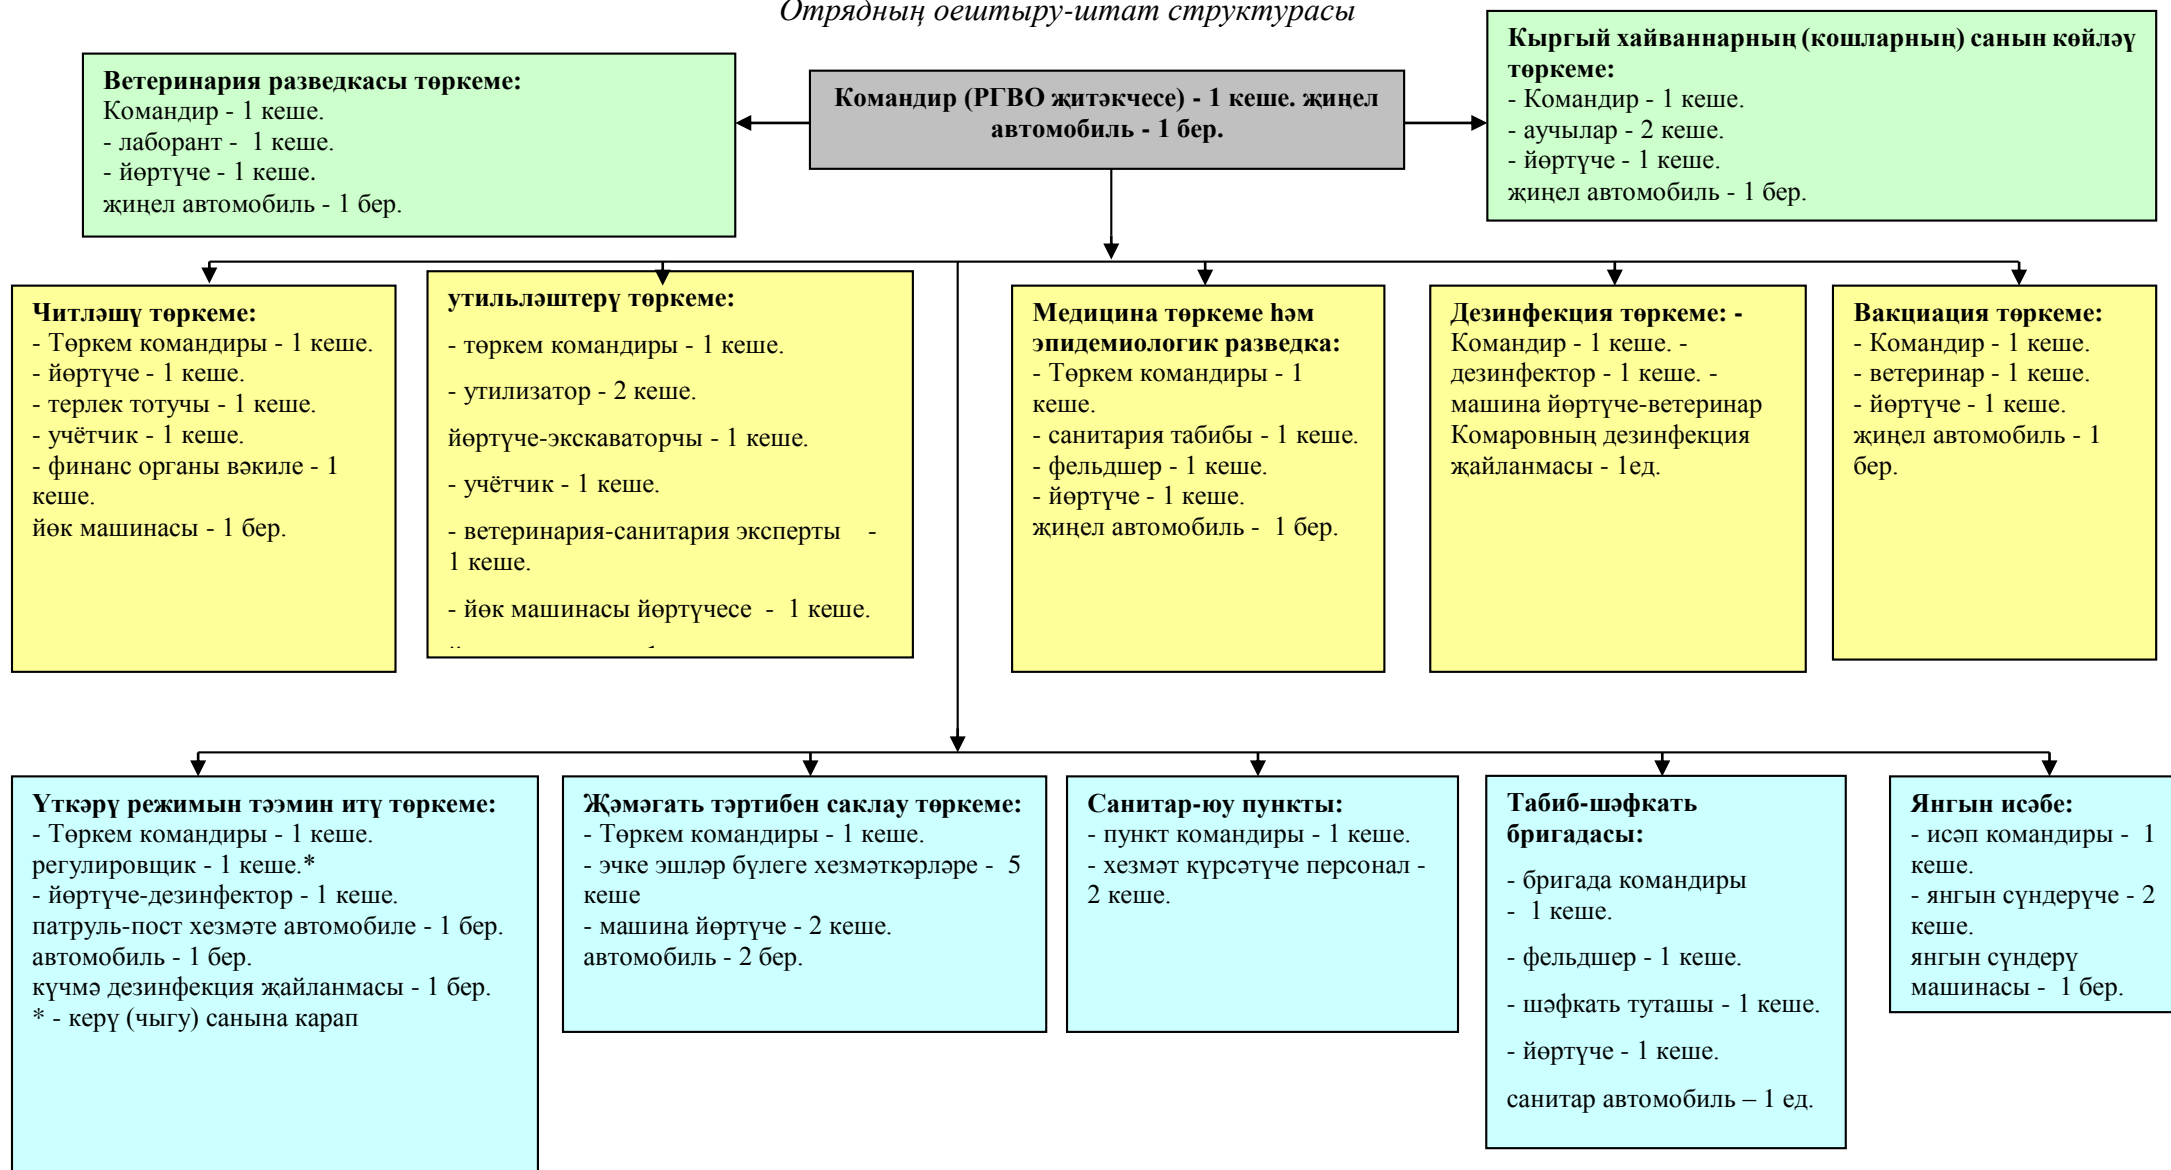 Отрядның оештыру-штат структурасы
Ветеринария разведкасы төркеме:
Командир - 1 кеше.
- лаборант -  1 кеше.
- йөртүче - 1 кеше.
җиңел автомобиль - 1 бер.
Командир (РГВО җитәкчесе) - 1 кеше. җиңел
автомобиль - 1 бер.
Кыргый хайваннарның (кошларның) санын көйләү
төркеме:
- Командир - 1 кеше.
- аучылар - 2 кеше.
- йөртүче - 1 кеше.
җиңел автомобиль - 1 бер.
Читләшү төркеме:
- Төркем командиры - 1 кеше.
- йөртүче - 1 кеше.
- терлек тотучы - 1 кеше.
- учётчик - 1 кеше.
- финанс органы вәкиле - 1
кеше.
йөк машинасы - 1 бер.
утильләштерү төркеме:
- төркем командиры - 1 кеше.
- утилизатор - 2 кеше.
йөртүче-экскаваторчы - 1 кеше.
- учётчик - 1 кеше.
- ветеринария-санитария эксперты    -
1 кеше.
- йөк машинасы йөртүчесе  -  1 кеше.
Медицина төркеме һәм
эпидемиологик разведка:
- Төркем командиры - 1
кеше.
- санитария табибы - 1 кеше.
- фельдшер - 1 кеше.
- йөртүче - 1 кеше.
җиңел автомобиль -  1 бер.
Дезинфекция төркеме: -
Командир - 1 кеше. -
дезинфектор - 1 кеше. -
машина йөртүче-ветеринар
Комаровның дезинфекция
җайланмасы - 1ед.
Вакциация төркеме:
- Командир - 1 кеше.
- ветеринар - 1 кеше.
- йөртүче - 1 кеше.
җиңел автомобиль - 1
бер.
Үткәрү режимын тәэмин итү төркеме:
- Төркем командиры - 1 кеше.
регулировщик - 1 кеше.*
- йөртүче-дезинфектор - 1 кеше.
патруль-пост хезмәте автомобиле - 1 бер.
автомобиль - 1 бер.
күчмә дезинфекция җайланмасы - 1 бер.
* - керү (чыгу) санына карап
Җәмәгать тәртибен саклау төркеме:
- Төркем командиры - 1 кеше.
- эчке эшләр бүлеге хезмәткәрләре -  5
кеше
- машина йөртүче - 2 кеше.
автомобиль - 2 бер.
Санитар-юу пункты:
- пункт командиры - 1 кеше.
- хезмәт күрсәтүче персонал -
2 кеше.
Табиб-шәфкать
бригадасы:
- бригада командиры
-  1 кеше.
- фельдшер - 1 кеше.
- шәфкать туташы - 1 кеше.
- йөртүче - 1 кеше.
санитар автомобиль – 1 ед.
Янгын исәбе:
- исәп командиры -  1
кеше.
- янгын сүндерүче - 2
кеше.
янгын сүндерү
машинасы -  1 бер.